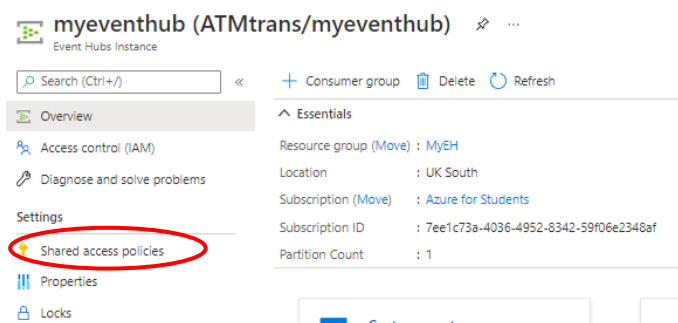 myeventhub (ATMtrans/myeventhub) ...
Event Hubs Instance
Search (Ctrl+/) «
Overview
Access control (IAM)
Diagnose and solve problems
Settings
Shared access policies
Properties
Locks
+ Consumer group Delete Refresh
Essentials
Resource group (Move) : MyEH
Location : UK South
Subscription (Move) : Azure for Students
Subscription ID : 7ee1c73a-4036-4952-8342-59f06e2348af
Partition Count : 1